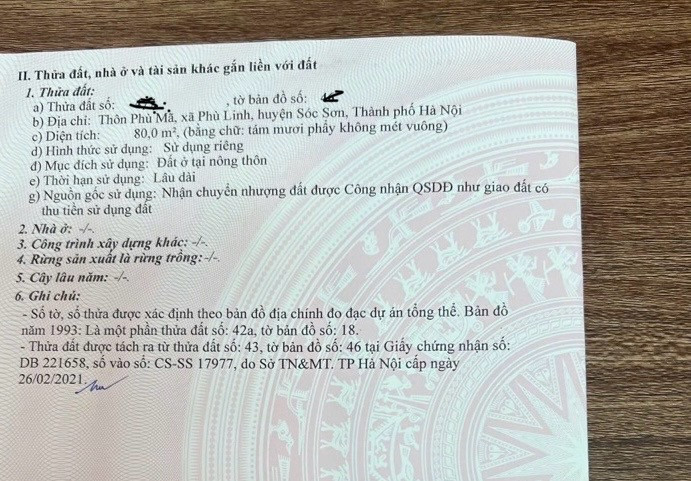 II. Thửa đất, nhà ở và tài sản khác gắn liền với đất
1. Thửa đất:
a) Thửa đất số: , tờ bản đồ số:
b) Địa chỉ: Thôn Phù Mã, xã Phù Linh, huyện Sóc Sơn, Thành phố Hà Nội
c) Diện tích: 80,0 m², (bằng chữ: tám mươi phẩy không mét vuông)
d) Hình thức sử dụng: Sử dụng riêng
đ) Mục đích sử dụng: Đất ở tại nông thôn
e) Thời hạn sử dụng: Lâu dài
g) Nguồn gốc sử dụng: Nhận chuyển nhượng đất được Công nhận QSDĐ như giao đất có
thu tiền sử dụng đất
2. Nhà ở: -/-.
3. Công trình xây dựng khác: -/-.
4. Rừng sản xuất là rừng trồng: -/-.
5. Cây lâu năm: -/-.
6. Ghi chú:
- Số tờ, số thửa được xác định theo bản đồ địa chính đo đạc dự án tổng thể. Bản đồ
năm 1993: Là một phần thửa đất số: 42a, tờ bản đồ số: 18.
- Thửa đất được tách ra từ thửa đất số: 43, tờ bản đồ số: 46 tại Giấy chứng nhận số:
DB 221658, số vào sổ: CS-SS 17977, do Sở TN&MT. TP Hà Nội cấp ngày
26/02/2021.